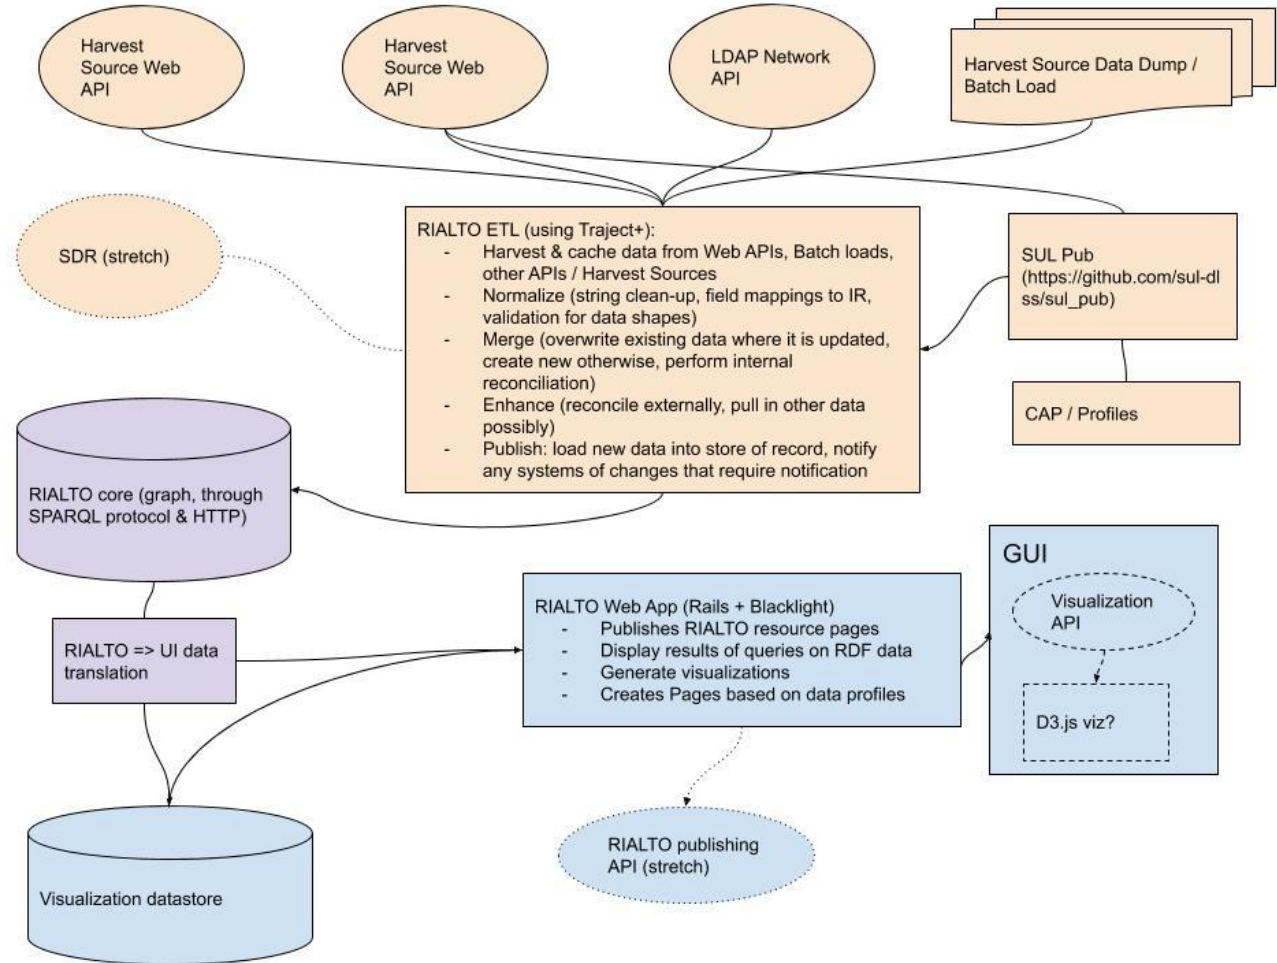 Harvest
Source Web
API
Harvest
Source Web
API
LDAP Network
API
Harvest Source Data Dump /
Batch Load
SDR (stretch)
RIALTO ETL (using Traject+):
- Harvest & cache data from Web APIs, Batch loads,
other APIs / Harvest Sources
- Normalize (string clean-up, field mappings to IR,
validation for data shapes)
- Merge (overwrite existing data where it is updated,
create new otherwise, perform internal
reconciliation)
- Enhance (reconcile externally, pull in other data
possibly)
- Publish: load new data into store of record, notify
any systems of changes that require notification
SUL Pub
(https://github.com/sul-dl
ss/sul_pub)
CAP / Profiles
RIALTO core (graph, through
SPARQL protocol & HTTP)
RIALTO => UI data
translation
RIALTO Web App (Rails + Blacklight)
- Publishes RIALTO resource pages
- Display results of queries on RDF data
- Generate visualizations
- Creates Pages based on data profiles
GUI
Visualization
API
D3.js viz?
RIALTO publishing
API (stretch)
Visualization datastore